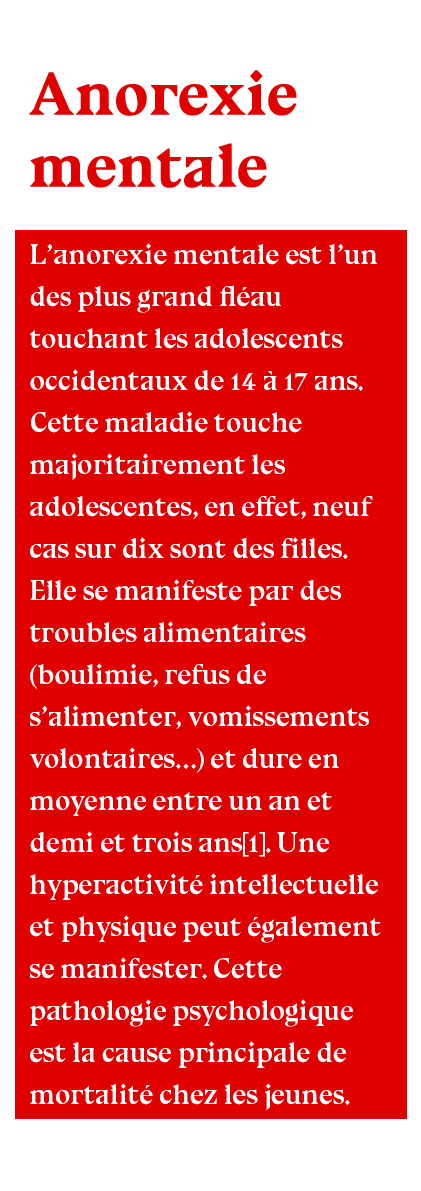 Anorexie
mentale
L’anorexie mentale est l’un
des plus grand fléau
touchant les adolescents
occidentaux de 14 à 17 ans.
Cette maladie touche
majoritairement les
adolescentes, en effet, neuf
cas sur dix sont des filles.
Elle se manifeste par des
troubles alimentaires
(boulimie, refus de
s’alimenter, vomissements
volontaires...) et dure en
moyenne entre un an et
demi et trois ans[1]. Une
hyperactivité intellectuelle
et physique peut également
se manifester. Cette
pathologie psychologique
est la cause principale de
mortalité chez les jeunes.